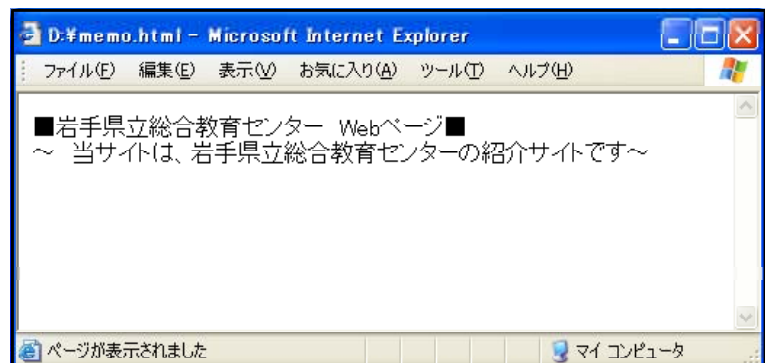 D:¥memo.html - Microsoft Internet Explorer
ファイル(F) 編集(E) 表示(V) お気に入り(A) ツール(T) ヘルプ(H)
■岩手県立総合教育センター Webページ■
～ 当サイトは、岩手県立総合教育センターの紹介サイトです～
ページが表示されました マイ コンピュータ